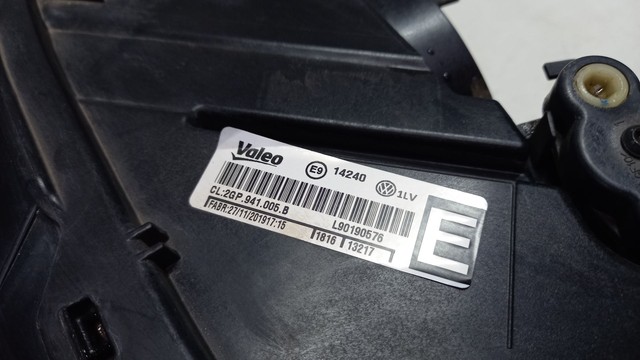 Valeo E9 14240 1LV
CL:2GP.941.005.B L90190576
FABR:27/11/201917:15 1816 13217
E